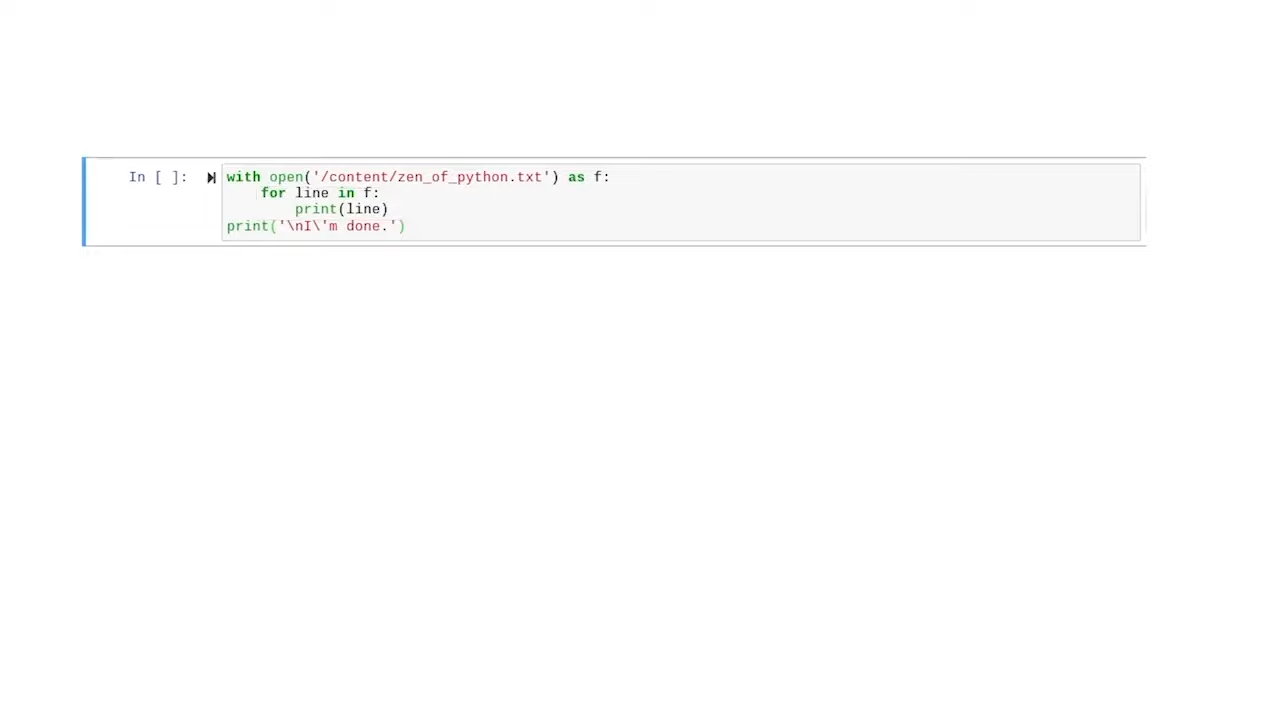 In [ ]: with open('/content/zen_of_python.txt') as f:
    for line in f:
        print(line)
print('\nI\'m done.')